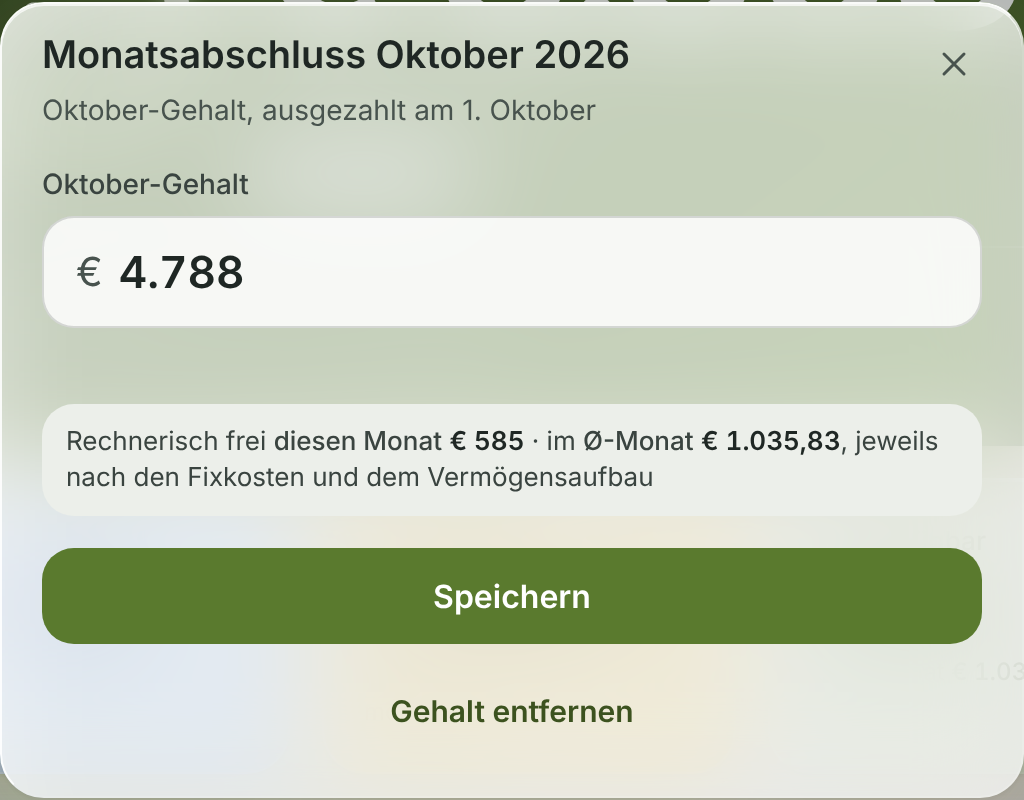 Monatsabschluss Oktober 2026
Oktober-Gehalt, ausgezahlt am 1. Oktober
Oktober-Gehalt
€ 4.788
Rechnerisch frei diesen Monat € 585 · im Ø-Monat € 1.035,83, jeweils
nach den Fixkosten und dem Vermögensaufbau
Speichern
Gehalt entfernen